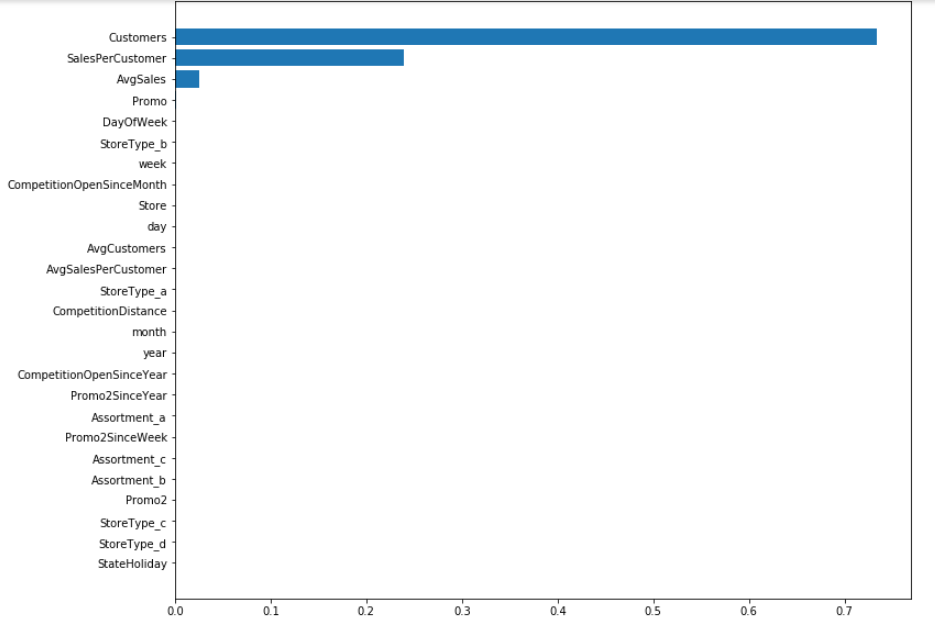 Customers
SalesPerCustomer
AvgSales
Promo
DayOfWeek
StoreType_b
week
CompetitionOpenSinceMonth
Store
day
AvgCustomers
AvgSalesPerCustomer
StoreType_a
CompetitionDistance
month
year
CompetitionOpenSinceYear
Promo2SinceYear
Assortment_a
Promo2SinceWeek
Assortment_c
Assortment_b
Promo2
StoreType_c
StoreType_d
StateHoliday
0.0 0.1 0.2 0.3 0.4 0.5 0.6 0.7